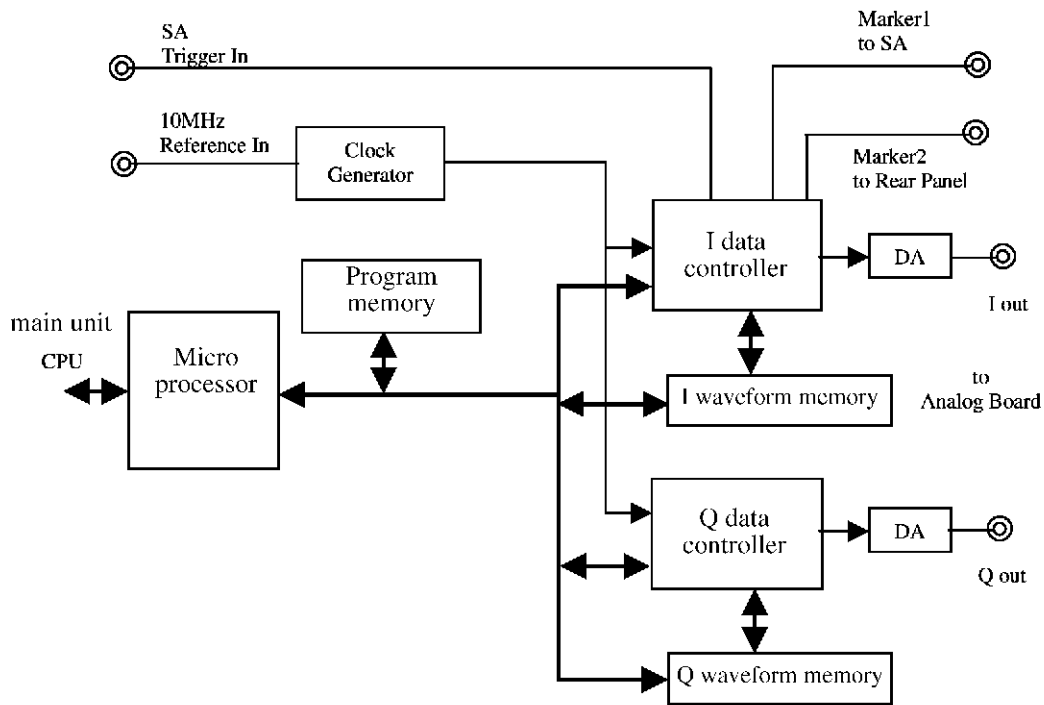 SA
Trigger In
Marker1
to SA
10MHz
Reference In
Clock
Generator
Marker2
to Rear Panel
I data
controller
DA
I out
Program
memory
main unit
CPU
Micro
processor
I waveform memory
to
Analog Board
Q data
controller
DA
Q out
Q waveform memory